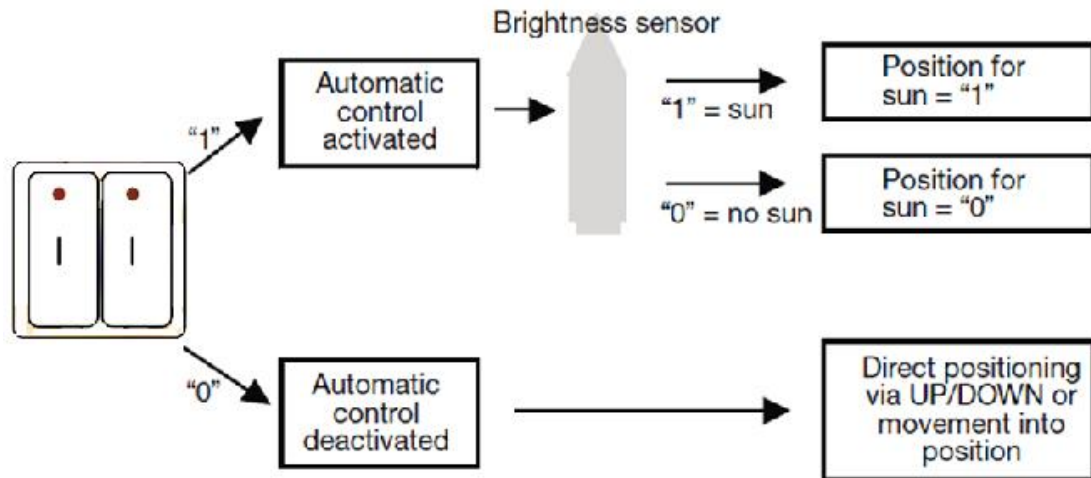 Brightness sensor
Automatic
control
activated
“1”
“1” = sun
Position for
sun = “1”
“0” = no sun
Position for
sun = “0”
“0”
Automatic
control
deactivated
Direct positioning
via UP/DOWN or
movement into
position